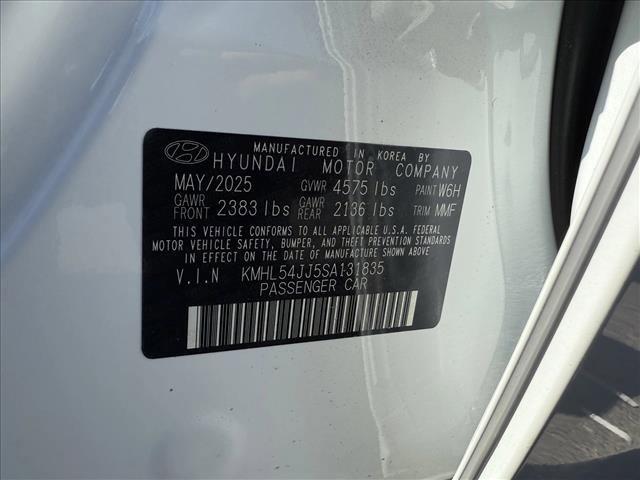 MANUFACTURED IN KOREA BY
HYUNDAI MOTOR COMPANY
MAY/2025 GVWR 4575 lbs PAINT W6H
GAWR FRONT 2383 lbs GAWR REAR 2136 lbs TRIM MMF
THIS VEHICLE CONFORMS TO ALL APPLICABLE U.S.A. FEDERAL
MOTOR VEHICLE SAFETY, BUMPER, AND THEFT PREVENTION STANDARDS
IN EFFECT ON THE DATE OF MANUFACTURE SHOWN ABOVE
V.I.N KMHL54JJ5SA131835
PASSENGER CAR